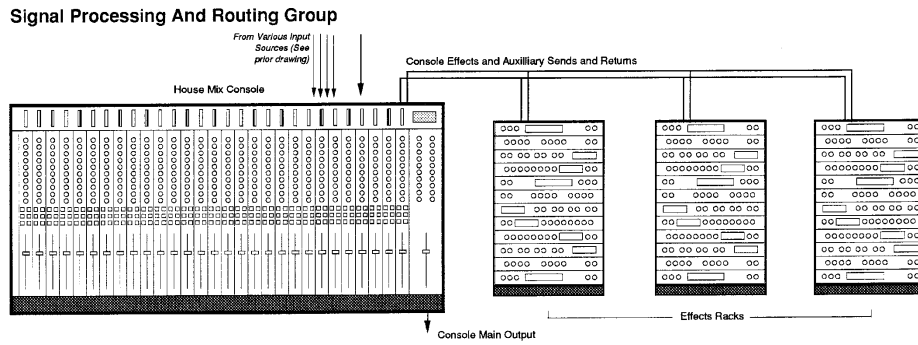 Signal Processing And Routing Group
From Various Input
Sources (See
prior drawing)
Console Effects and Auxilliary Sends and Returns
House Mix Console
Effects Racks
Console Main Output